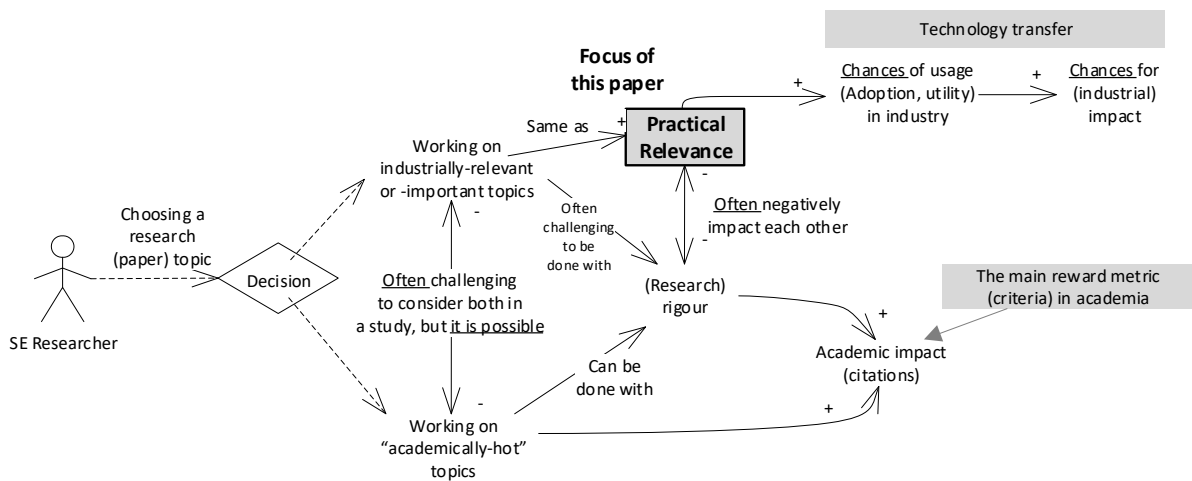 Technology transfer
Focus of
this paper
+
Chances of usage
(Adoption, utility)
in industry
+
Chances for
(industrial)
impact
Same as
+
Practical
Relevance
Working on
industrially-relevant
or -important topics
-
Often
challenging
to be
done with
-
Often negatively
impact each other
-
Choosing a
research
(paper) topic
Decision
SE Researcher
Often challenging
to consider both in
a study, but it is possible
-
(Research)
rigour
The main reward metric
(criteria) in academia
+
Academic impact
(citations)
Can be
done with
+
Working on
“academically-hot”
topics